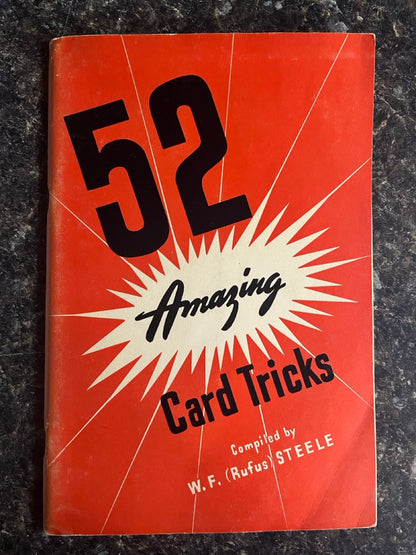 52
Amazing
Card Tricks
Compiled by
W. F. (Rufus) STEELE